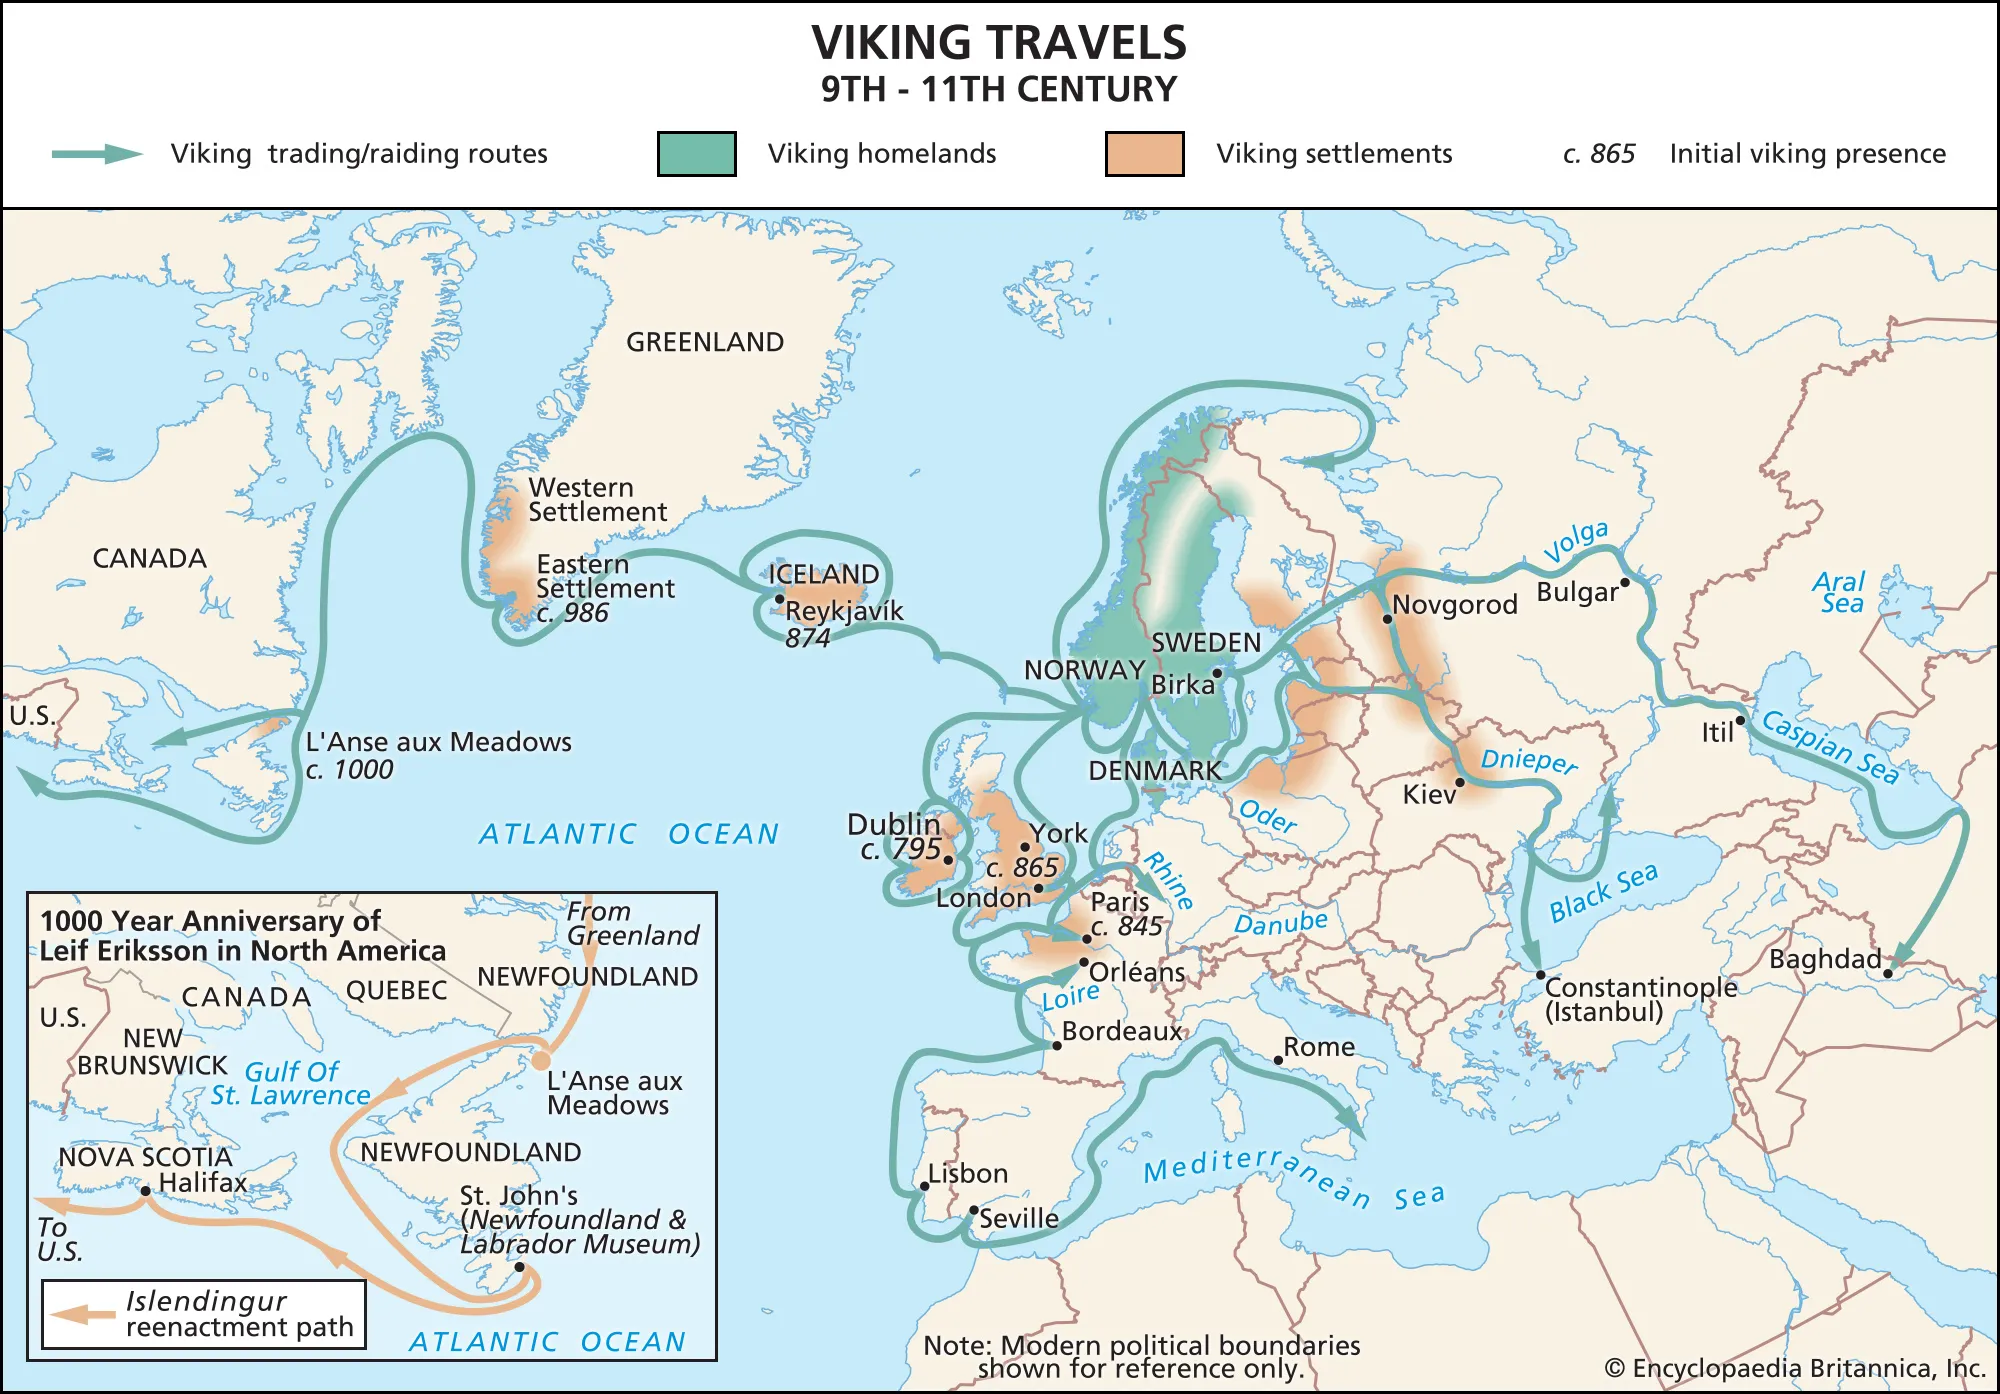 VIKING TRAVELS
9TH - 11TH CENTURY
Viking trading/raiding routes
Viking homelands
Viking settlements
c. 865 Initial viking presence
GREENLAND
Western
Settlement
Eastern
Settlement
c. 986
ICELAND
Reykjavík
874
CANADA
U.S.
L'Anse aux Meadows
c. 1000
ATLANTIC OCEAN
NORWAY
SWEDEN
Birka
DENMARK
Novgorod
Volga
Bulgar
Aral
Sea
Itil
Caspian Sea
Dnieper
Kiev
Oder
Dublin
c. 795
York
c. 865
London
Rhine
Paris
c. 845
Danube
Black Sea
Orléans
Loire
Bordeaux
Baghdad
Constantinople
(Istanbul)
Rome
Lisbon
Seville
Mediterranean Sea
1000 Year Anniversary of
Leif Eriksson in North America
From
Greenland
NEWFOUNDLAND
QUEBEC
CANADA
U.S.
NEW
BRUNSWICK
Gulf Of
St. Lawrence
L'Anse aux
Meadows
NEWFOUNDLAND
NOVA SCOTIA
Halifax
St. John's
(Newfoundland &
Labrador Museum)
To
U.S.
Islendingur
reenactment path
ATLANTIC OCEAN
Note: Modern political boundaries
shown for reference only.
© Encyclopaedia Britannica, Inc.